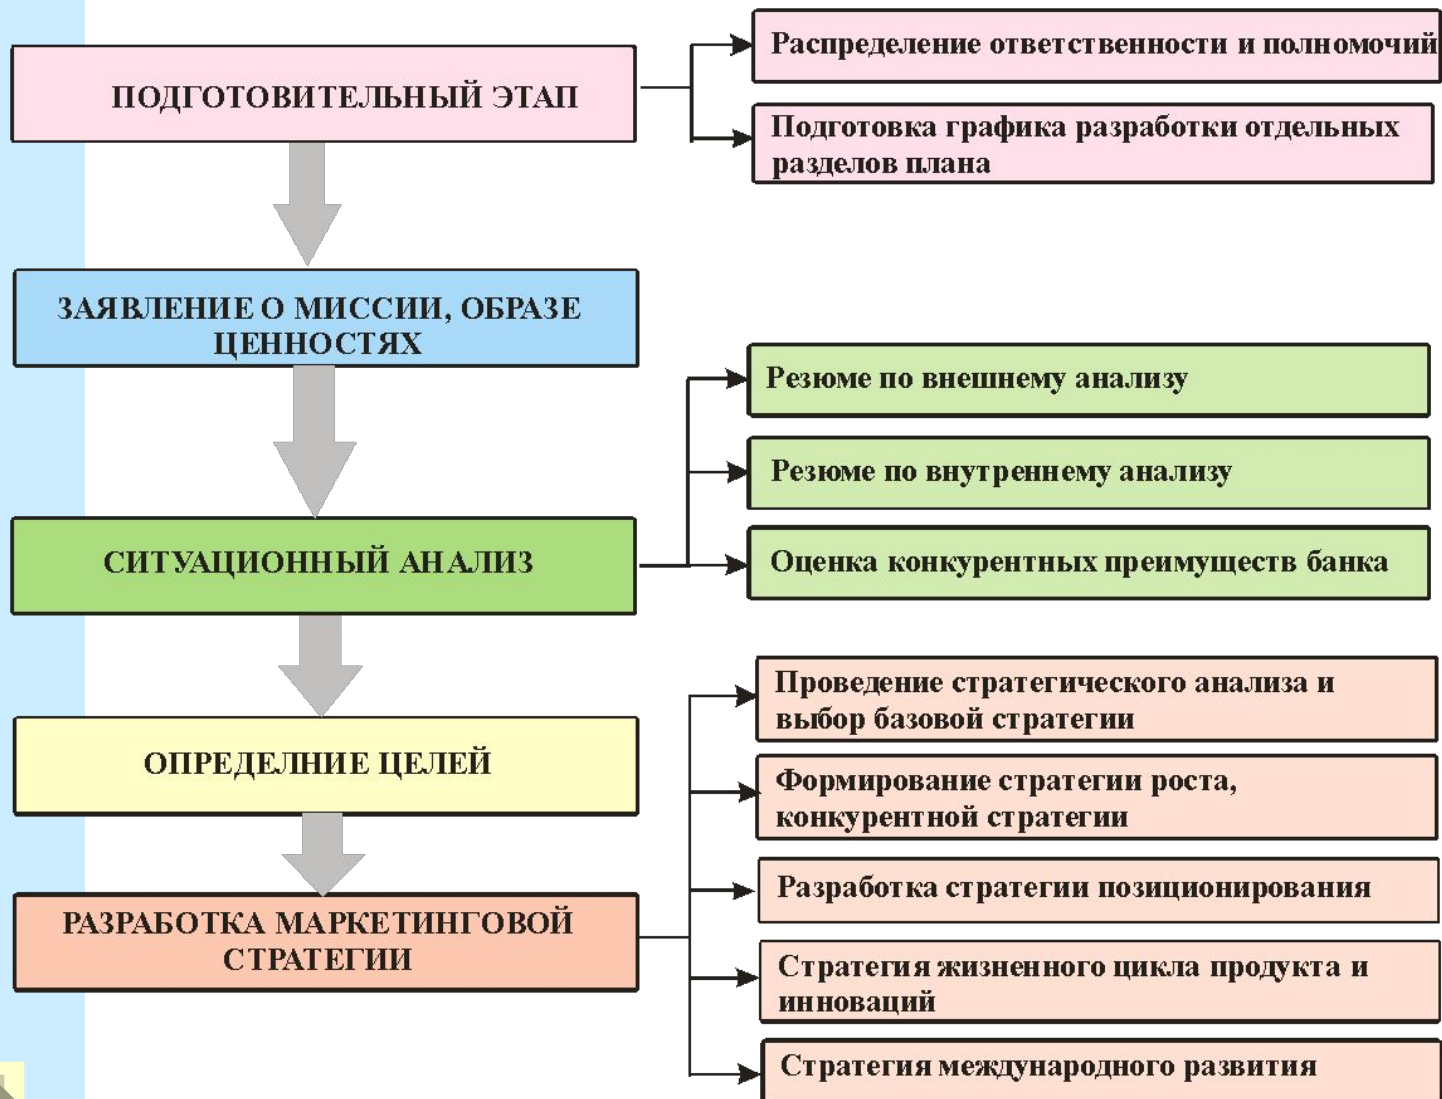 ПОДГОТОВИТЕЛЬНЫЙ ЭТАП
Распределение ответственности и полномочий
Подготовка графика разработки отдельных
разделов плана
ЗАЯВЛЕНИЕ О МИССИИ, ОБРАЗЕ
ЦЕННОСТЯХ
СИТУАЦИОННЫЙ АНАЛИЗ
Резюме по внешнему анализу
Резюме по внутреннему анализу
Оценка конкурентных преимуществ банка
ОПРЕДЕЛНИЕ ЦЕЛЕЙ
РАЗРАБОТКА МАРКЕТИНГОВОЙ
СТРАТЕГИИ
Проведение стратегического анализа и
выбор базовой стратегии
Формирование стратегии роста,
конкурентной стратегии
Разработка стратегии позиционирования
Стратегия жизненного цикла продукта и
инноваций
Стратегия международного развития